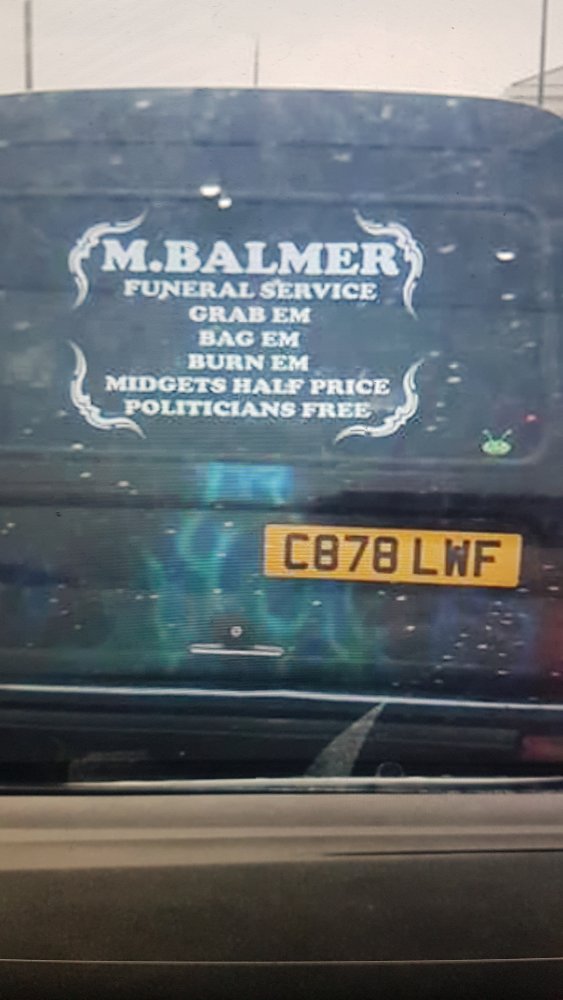 M.BALMER
FUNERAL SERVICE
GRAB EM
BAG EM
BURN EM
MIDGETS HALF PRICE
POLITICIANS FREE
C878 LWF